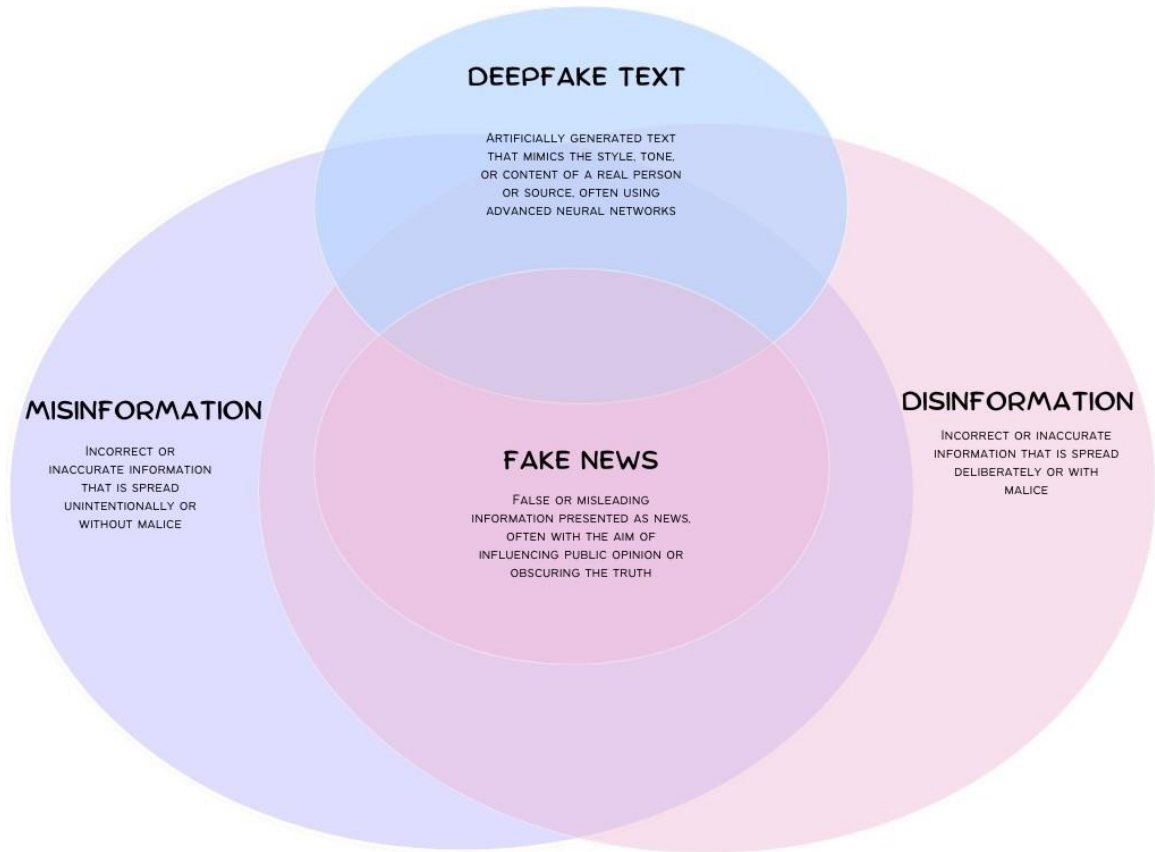 DEEPFAKE TEXT
ARTIFICIALLY GENERATED TEXT
THAT MIMICS THE STYLE, TONE,
OR CONTENT OF A REAL PERSON
OR SOURCE, OFTEN USING
ADVANCED NEURAL NETWORKS
MISINFORMATION
INCORRECT OR
INACCURATE INFORMATION
THAT IS SPREAD
UNINTENTIONALLY OR
WITHOUT MALICE
FAKE NEWS
FALSE OR MISLEADING
INFORMATION PRESENTED AS NEWS,
OFTEN WITH THE AIM OF
INFLUENCING PUBLIC OPINION OR
OBSCURING THE TRUTH
DISINFORMATION
INCORRECT OR INACCURATE
INFORMATION THAT IS SPREAD
DELIBERATELY OR WITH
MALICE